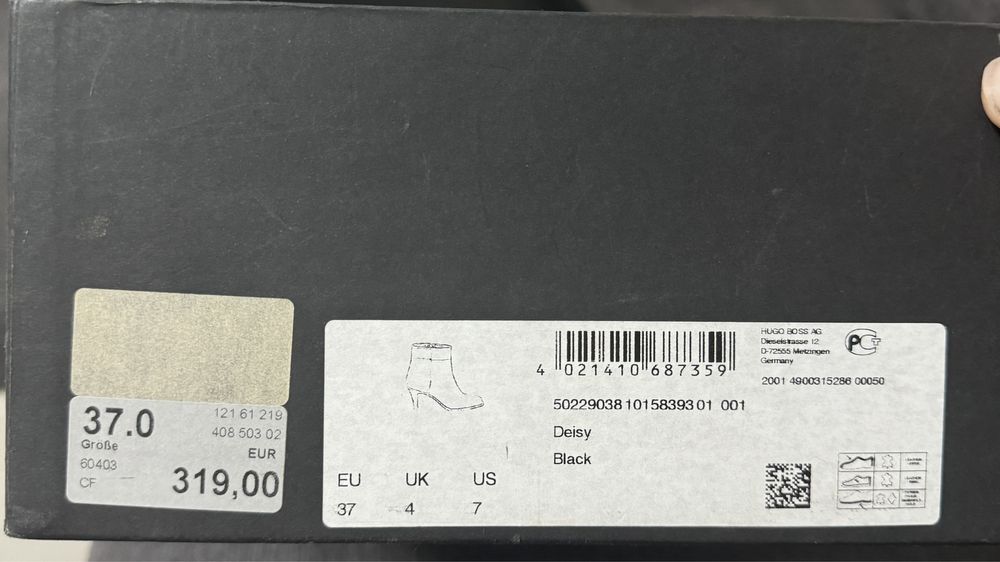 37.0
Größe
60403
CF
121 61 219
408 503 02
EUR
319,00
EU UK US
37 4 7
4 021410 687359
50229038 10158393 01 001
Deisy
Black
HUGO BOSS AG
Dieselstrasse 12
D-72555 Metzingen
Germany
2001 4900315286 00050